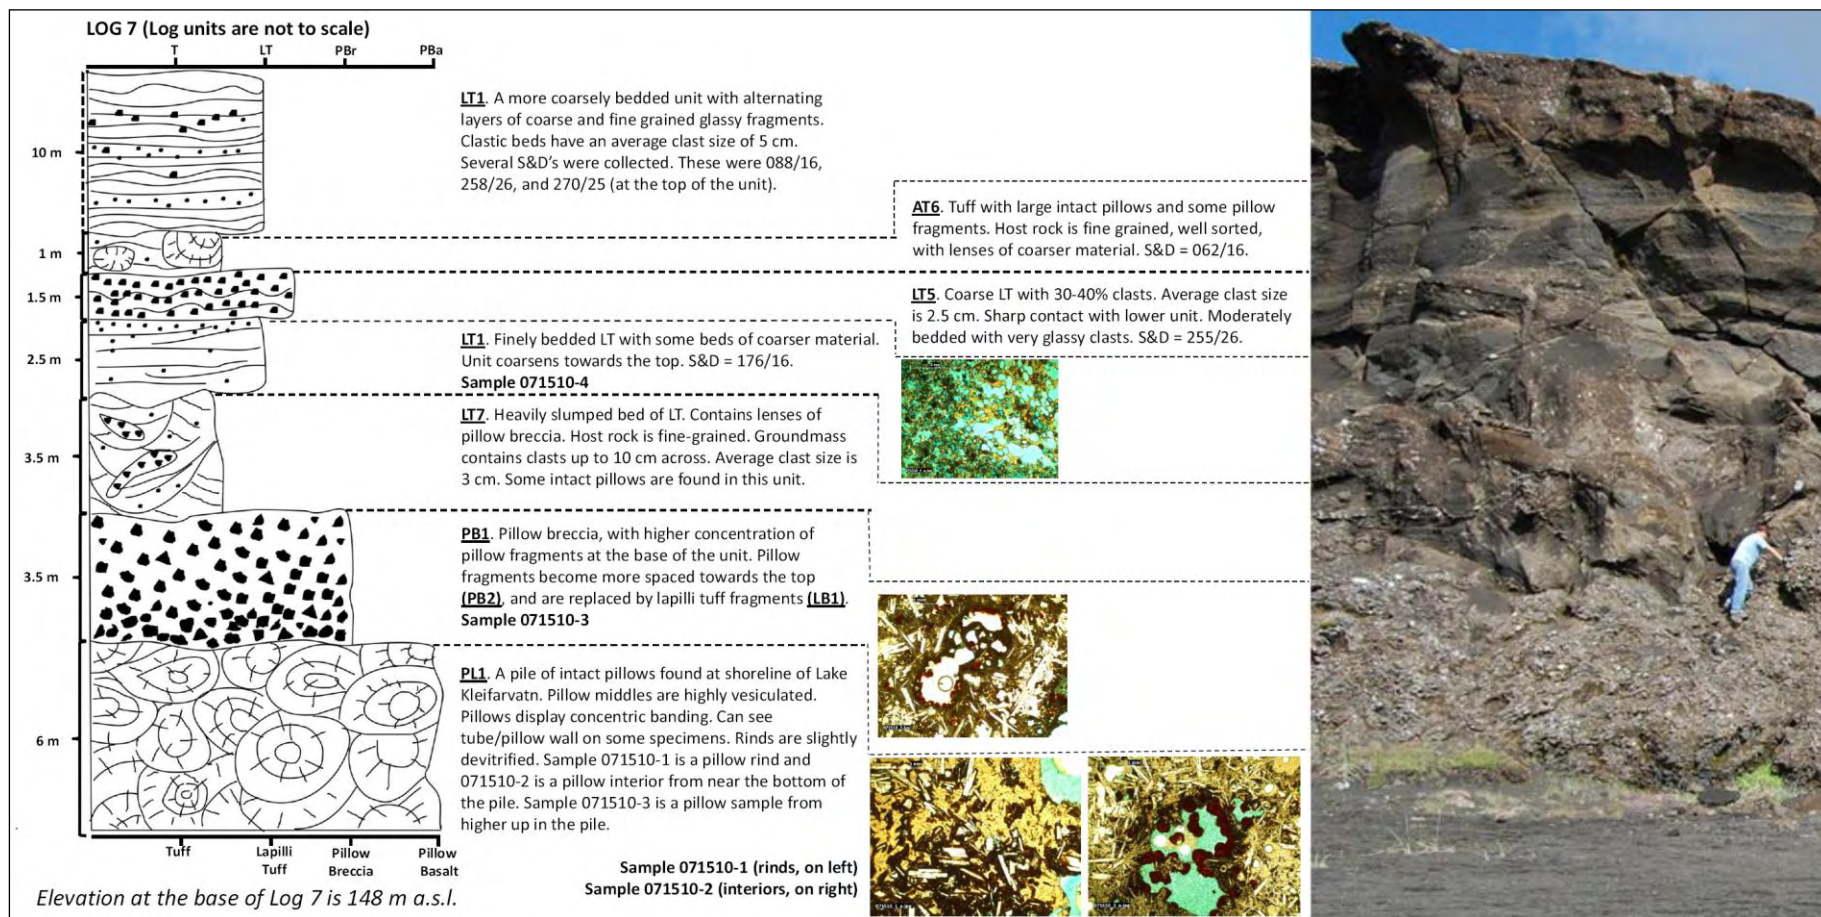 LOG 7 (Log units are not to scale)
T LT PBr PBa
10 m
1 m
1.5 m
2.5 m
3.5 m
3.5 m
6 m
LT1. A more coarsely bedded unit with alternating
layers of coarse and fine grained glassy fragments.
Clastic beds have an average clast size of 5 cm.
Several S&D's were collected. These were 088/16,
258/26, and 270/25 (at the top of the unit).
AT6. Tuff with large intact pillows and some pillow
fragments. Host rock is fine grained, well sorted,
with lenses of coarser material. S&D = 062/16.
LT5. Coarse LT with 30-40% clasts. Average clast size
is 2.5 cm. Sharp contact with lower unit. Moderately
bedded with very glassy clasts. S&D = 255/26.
LT1. Finely bedded LT with some beds of coarser material.
Unit coarsens towards the top. S&D = 176/16.
Sample 071510-4
LT7. Heavily slumped bed of LT. Contains lenses of
pillow breccia. Host rock is fine-grained. Groundmass
contains clasts up to 10 cm across. Average clast size is
3 cm. Some intact pillows are found in this unit.
PB1. Pillow breccia, with higher concentration of
pillow fragments at the base of the unit. Pillow
fragments become more spaced towards the top
(PB2), and are replaced by lapilli tuff fragments (LB1).
Sample 071510-3
PL1. A pile of intact pillows found at shoreline of Lake
Kleifarvatn. Pillow middles are highly vesiculated.
Pillows display concentric banding. Can see
tube/pillow wall on some specimens. Rinds are slightly
devitrified. Sample 071510-1 is a pillow rind and
071510-2 is a pillow interior from near the bottom of
the pile. Sample 071510-3 is a pillow sample from
higher up in the pile.
Sample 071510-1 (rinds, on left)
Sample 071510-2 (interiors, on right)
Tuff
Lapilli
Tuff
Pillow
Breccia
Pillow
Basalt
Elevation at the base of Log 7 is 148 m a.s.l.